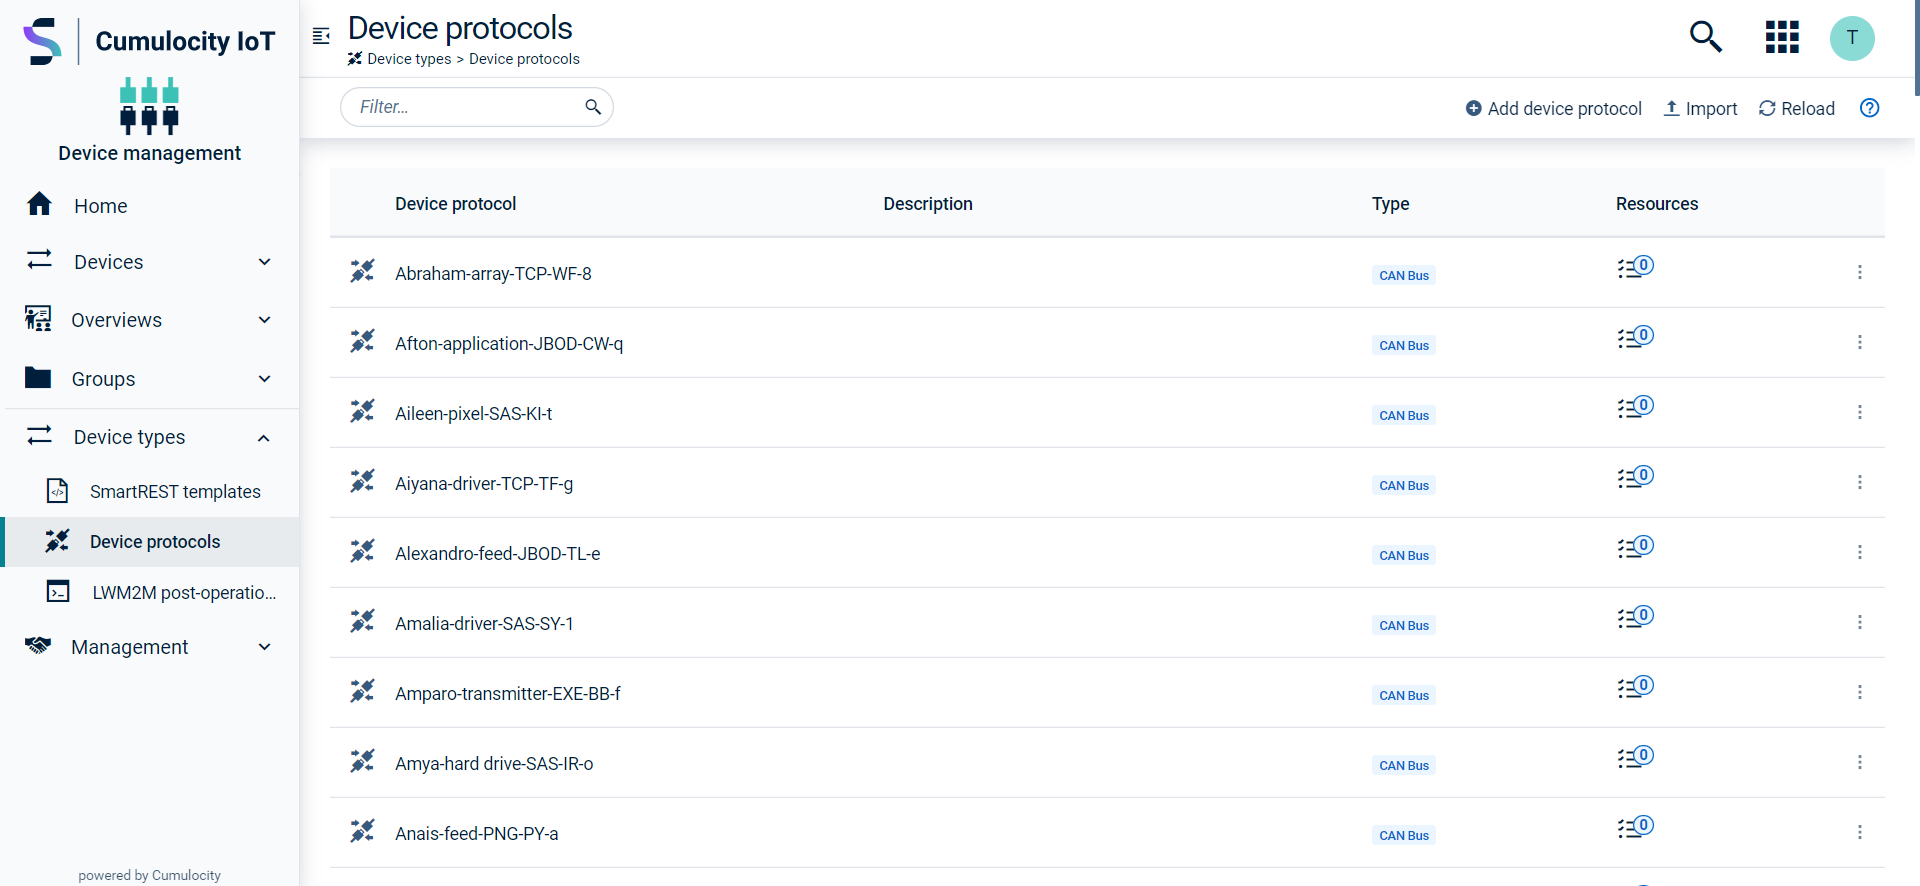 Cumulocity IoT
Device management
Home
Devices
Overviews
Groups
Device types
SmartREST templates
Device protocols
LWM2M post-operatio...
Management
powered by Cumulocity
Device protocols
Device types > Device protocols
T
Filter...
Add device protocol
Import
Reload
Device protocol Description Type Resources
Abraham-array-TCP-WF-8 CAN Bus 0
Afton-application-JBOD-CW-q CAN Bus 0
Aileen-pixel-SAS-KI-t CAN Bus 0
Aiyana-driver-TCP-TF-g CAN Bus 0
Alexandro-feed-JBOD-TL-e CAN Bus 0
Amalia-driver-SAS-SY-1 CAN Bus 0
Amparo-transmitter-EXE-BB-f CAN Bus 0
Amya-hard drive-SAS-IR-o CAN Bus 0
Anais-feed-PNG-PY-a CAN Bus 0